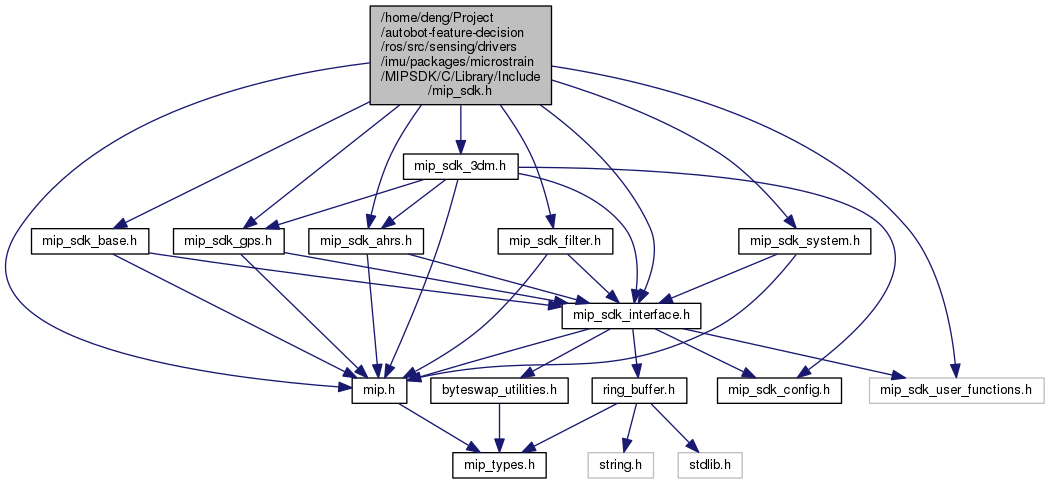 /home/deng/Project
/autobot-feature-decision
/ros/src/sensing/drivers
/imu/packages/microstrain
/MIPSDK/C/Library/Include
/mip_sdk.h
mip_sdk_3dm.h
mip_sdk_base.h
mip_sdk_gps.h
mip_sdk_ahrs.h
mip_sdk_filter.h
mip_sdk_system.h
mip_sdk_interface.h
mip.h
byteswap_utilities.h
ring_buffer.h
mip_sdk_config.h
mip_sdk_user_functions.h
mip_types.h
string.h
stdlib.h